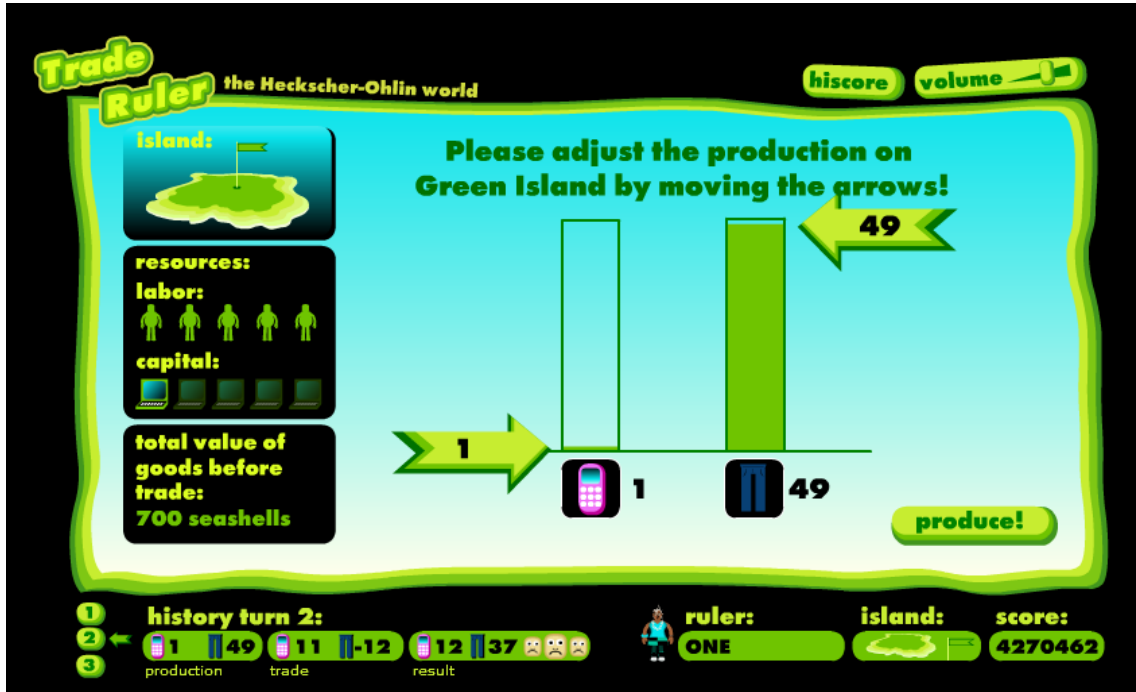 Trade
Ruler
the Heckscher-Ohlin world
hiscore
volume
island:
Please adjust the production on
Green Island by moving the arrows!
49
resources:
labor:
capital:
1
total value of
goods before
trade:
700 seashells
1
49
produce!
1
2
3
history turn 2:
1 49 11 -12 12 37
production trade result
ruler:
ONE
island:
score:
4270462